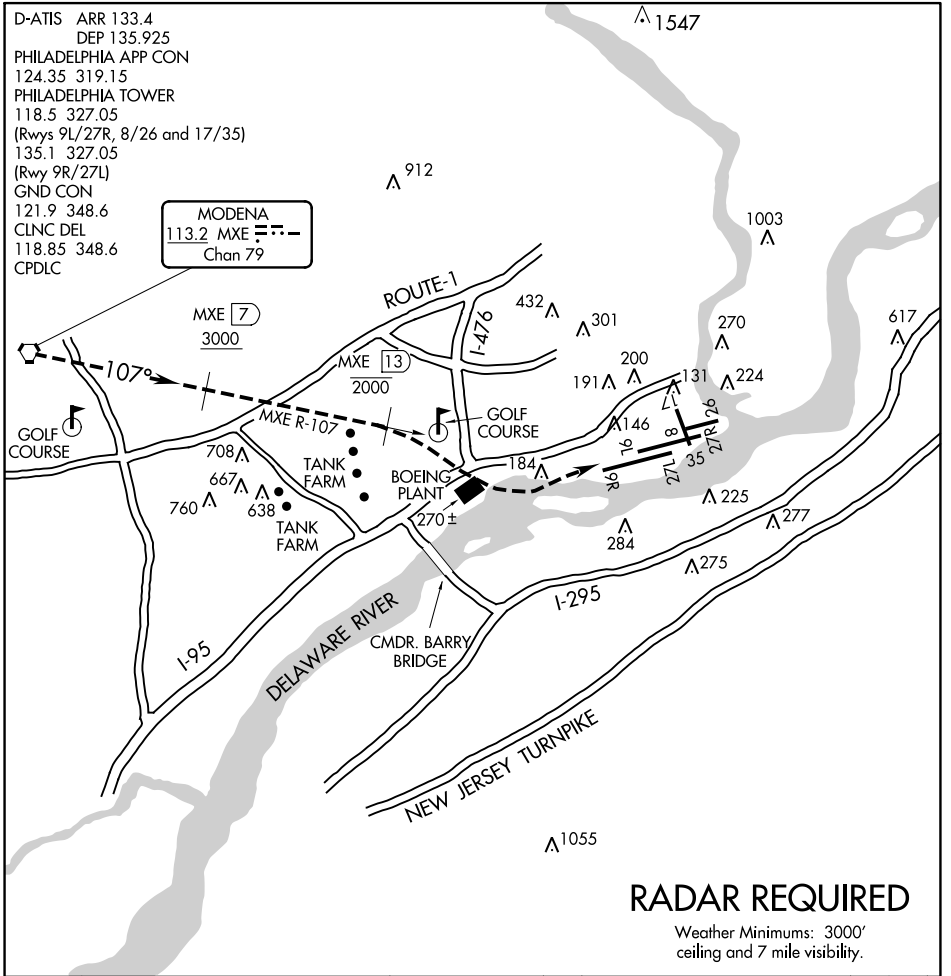 D-ATIS ARR 133.4
DEP 135.925
PHILADELPHIA APP CON
124.35 319.15
PHILADELPHIA TOWER
118.5 327.05
(Rwys 9L/27R, 8/26 and 17/35)
135.1 327.05
(Rwy 9R/27L)
GND CON
121.9 348.6
CLNC DEL
118.85 348.6
CPDLC
1547
912
1003
MODENA
113.2 MXE
Chan 79
ROUTE-1
I-476
432
301
270
617
MXE 7
3000
MXE 13
2000
107°
MXE R-107
191
200
131
224
GOLF
COURSE
GOLF
COURSE
146
17
8
26
9L
27R
35
9R
27L
708
667
760
638
TANK
FARM
TANK
FARM
BOEING
PLANT
270±
184
225
284
277
275
I-295
I-95
DELAWARE RIVER
CMDR. BARRY
BRIDGE
NEW JERSEY TURNPIKE
1055
RADAR REQUIRED
Weather Minimums: 3000'
ceiling and 7 mile visibility.